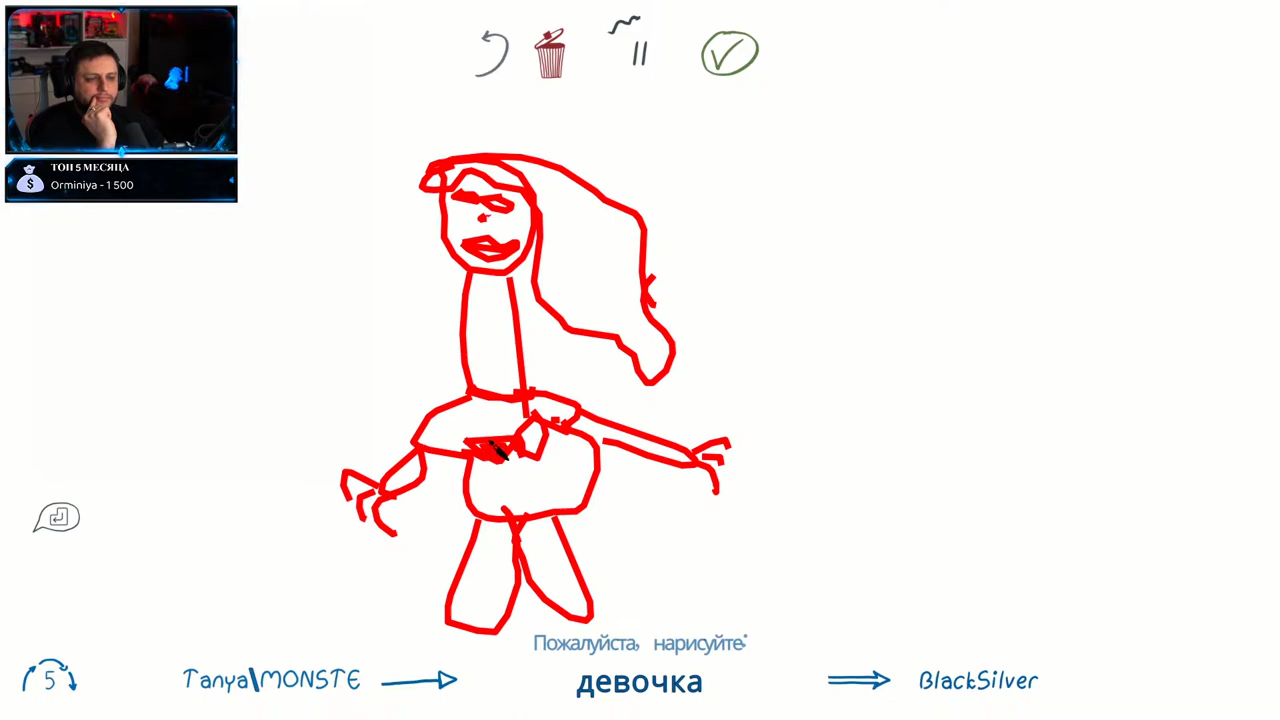 ТОП 5 МЕСЯЦА
$ Orminiya - 1 500
Пожалуйста, нарисуйте:
5 Tanya\MONSTE девочка BlackSilver